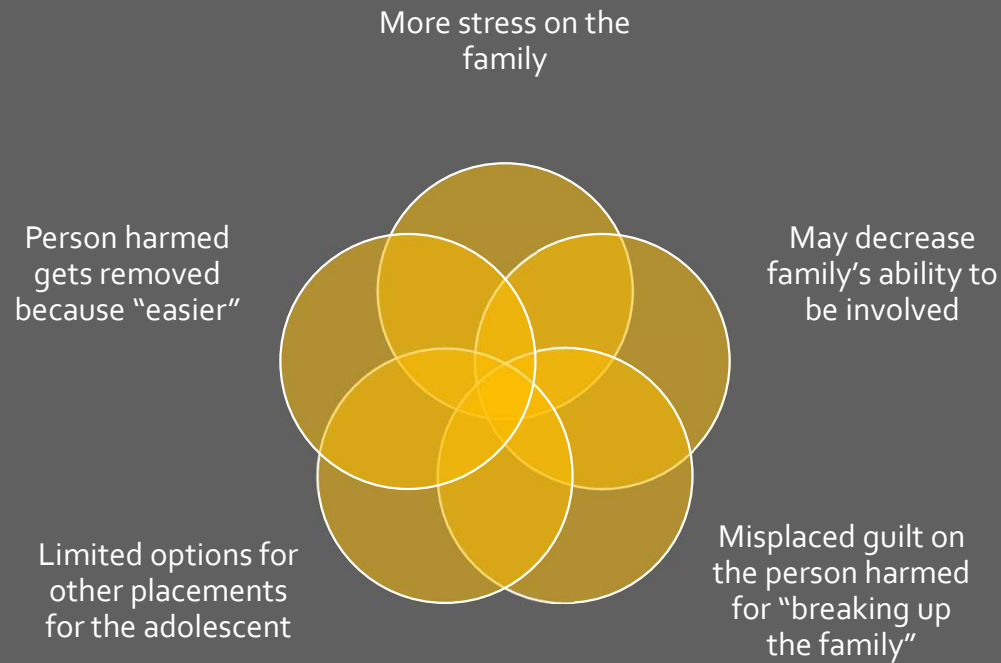 More stress on the
family
Person harmed
gets removed
because “easier”
May decrease
family’s ability to
be involved
Limited options for
other placements
for the adolescent
Misplaced guilt on
the person harmed
for “breaking up
the family”